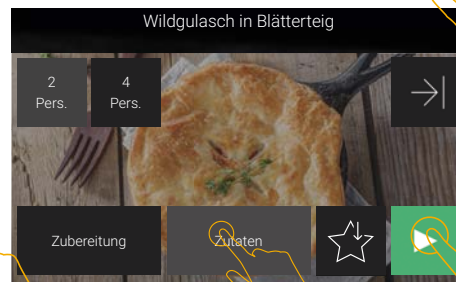 Wildgulasch in Blätterteig
2
Pers.
4
Pers.
Zubereitung
Zutaten